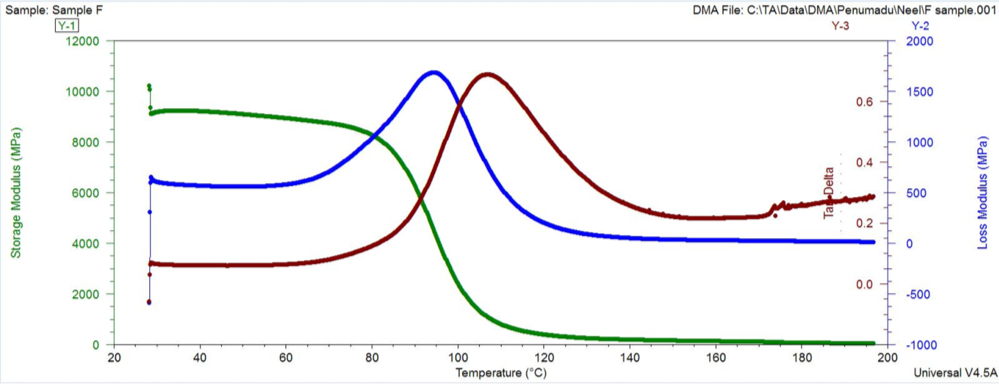 Sample: Sample F
DMA File: C:\TA\Data\DMA\Penumadu\Neel\F sample.001
Y-1
Y-3
Y-2
12000
10000
8000
6000
4000
2000
0
Storage Modulus (MPa)
20
40
60
80
100
120
140
160
180
200
Temperature (°C)
0.6
0.4
0.2
0.0
Tan Delta
2000
1500
1000
500
0
-500
-1000
Loss Modulus (MPa)
Universal V4.5A